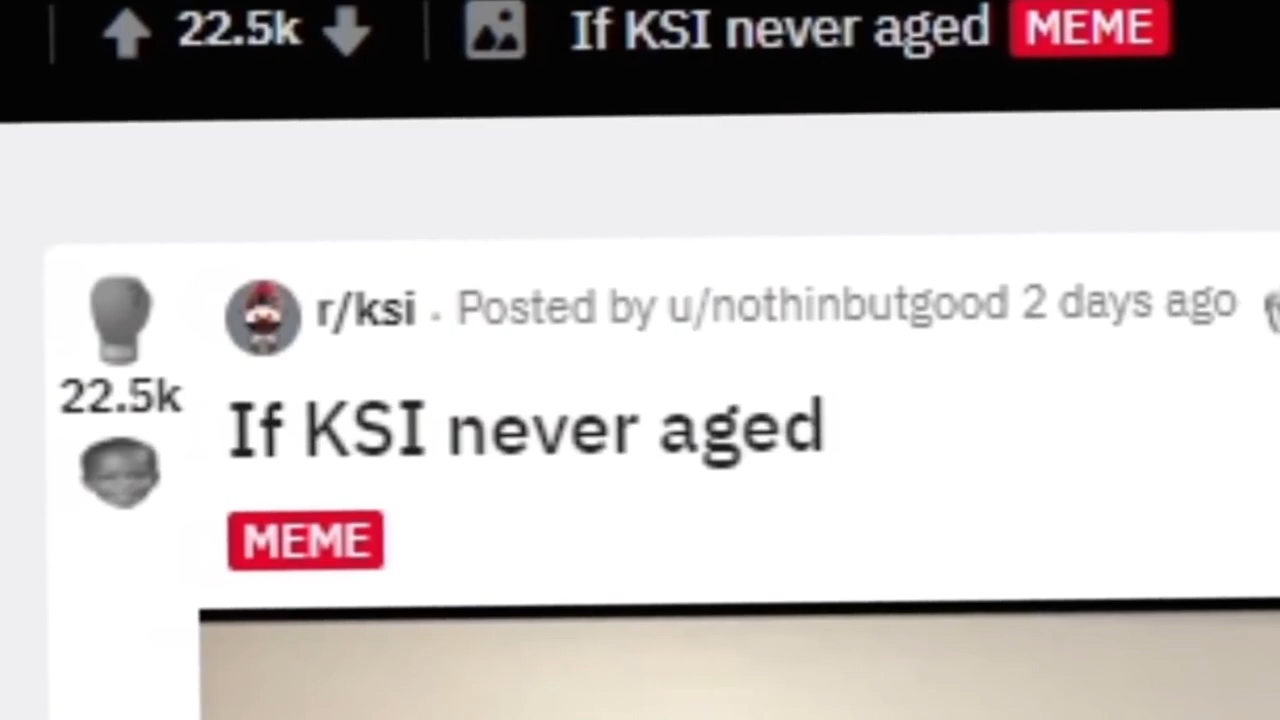 22.5k If KSI never aged MEME
r/ksi · Posted by u/nothinbutgood 2 days ago
22.5k
If KSI never aged
MEME